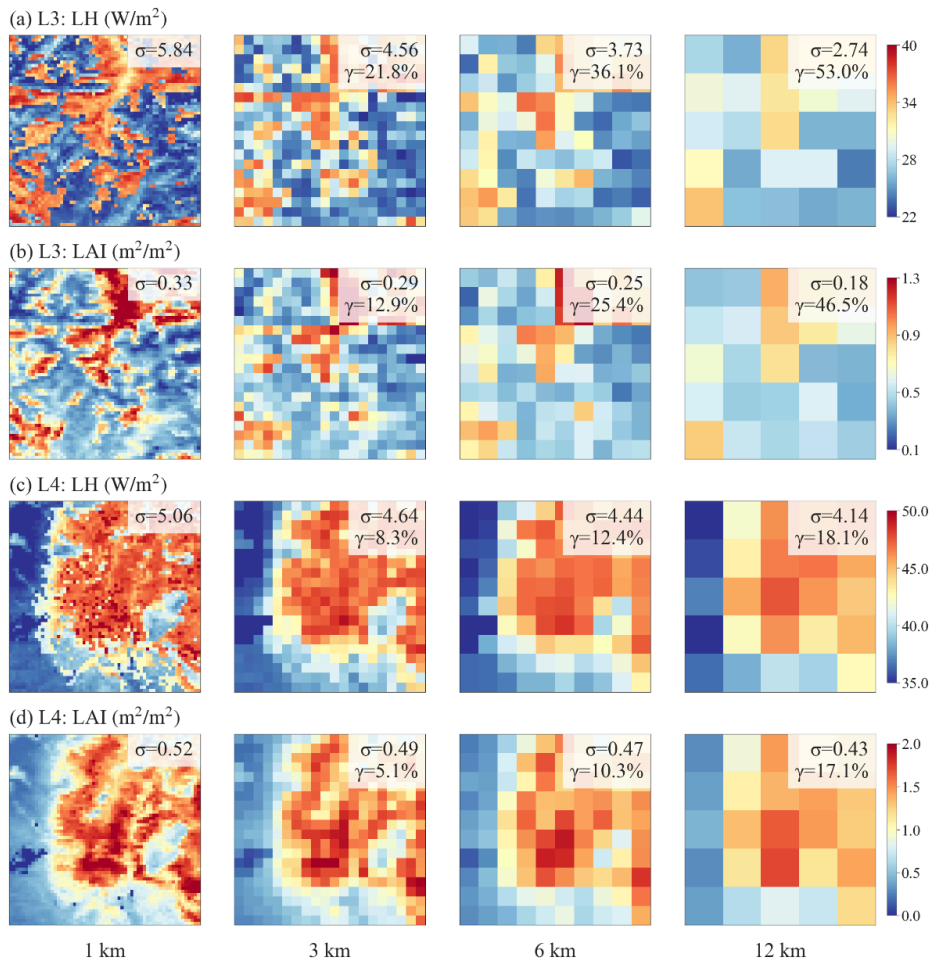 (a) L3: LH (W/m²)
σ=5.84
σ=4.56
γ=21.8%
σ=3.73
γ=36.1%
σ=2.74
γ=53.0%
40
34
28
22
(b) L3: LAI (m²/m²)
σ=0.33
σ=0.29
γ=12.9%
σ=0.25
γ=25.4%
σ=0.18
γ=46.5%
1.3
0.9
0.5
0.1
(c) L4: LH (W/m²)
σ=5.06
σ=4.64
γ=8.3%
σ=4.44
γ=12.4%
σ=4.14
γ=18.1%
50.0
45.0
40.0
35.0
(d) L4: LAI (m²/m²)
σ=0.52
σ=0.49
γ=5.1%
σ=0.47
γ=10.3%
σ=0.43
γ=17.1%
2.0
1.5
1.0
0.5
0.0
1 km
3 km
6 km
12 km